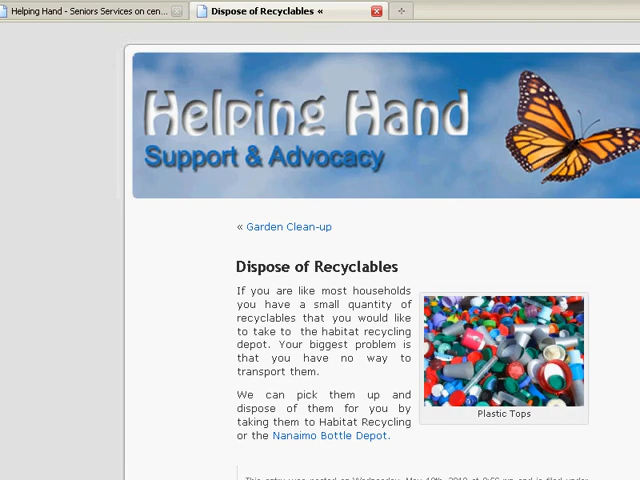 Helping Hand - Seniors Services on cen...
Dispose of Recyclables «
Helping Hand
Support & Advocacy
« Garden Clean-up
Dispose of Recyclables
If you are like most households
you have a small quantity of
recyclables that you would like
to take to the habitat recycling
depot. Your biggest problem is
that you have no way to
transport them.
Plastic Tops
We can pick them up and
dispose of them for you by
taking them to Habitat Recycling
or the Nanaimo Bottle Depot.